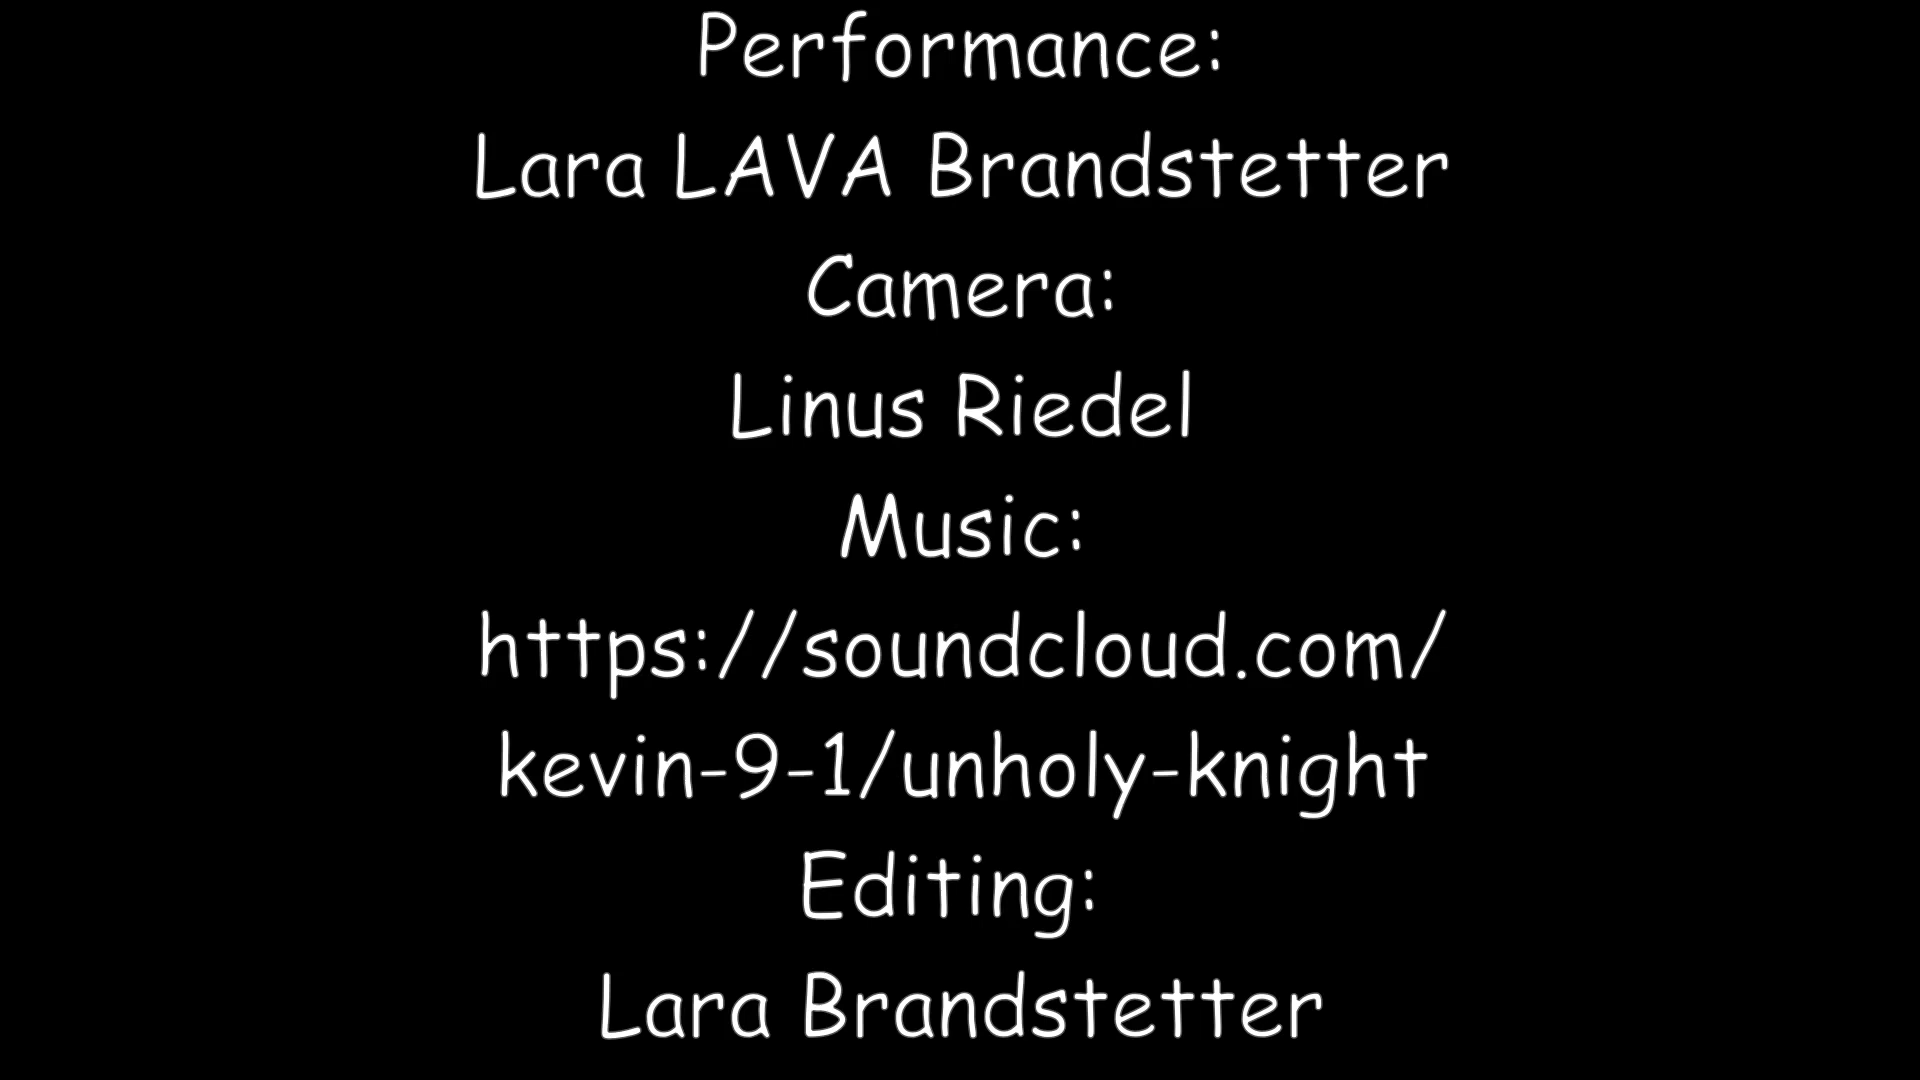 Performance:
Lara LAVA Brandstetter
Camera:
Linus Riedel
Music:
https://soundcloud.com/
kevin-9-1/unholy-knight
Editing:
Lara Brandstetter